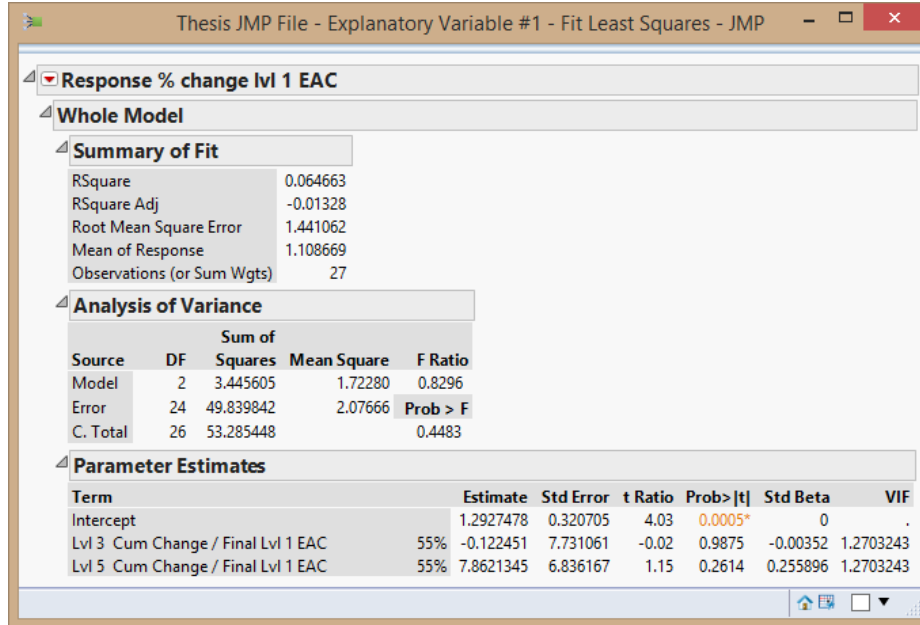 Thesis JMP File - Explanatory Variable #1 - Fit Least Squares - JMP
Response % change lvl 1 EAC
Whole Model
Summary of Fit
RSquare 0.064663
RSquare Adj -0.01328
Root Mean Square Error 1.441062
Mean of Response 1.108669
Observations (or Sum Wgts) 27
Analysis of Variance
Sum of
Source DF Squares Mean Square F Ratio
Model 2 3.445605 1.72280 0.8296
Error 24 49.839842 2.07666 Prob > F
C. Total 26 53.285448 0.4483
Parameter Estimates
Term Estimate Std Error t Ratio Prob>|t| Std Beta VIF
Intercept 1.2927478 0.320705 4.03 0.0005* 0 .
Lvl 3 Cum Change / Final Lvl 1 EAC 55% -0.122451 7.731061 -0.02 0.9875 -0.00352 1.2703243
Lvl 5 Cum Change / Final Lvl 1 EAC 55% 7.8621345 6.836167 1.15 0.2614 0.255896 1.2703243